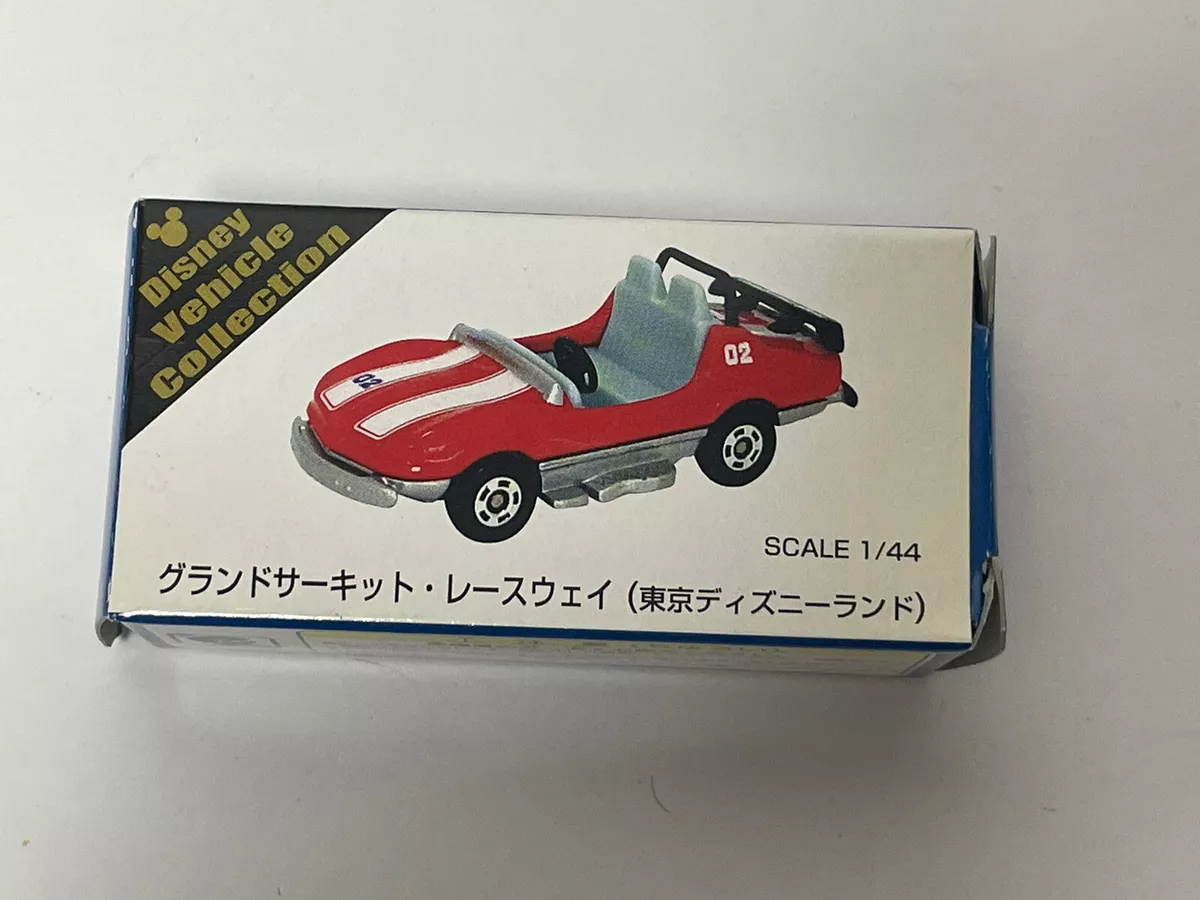 Disney
Vehicle
Collection
02
02
SCALE 1/44
グランドサーキット・レースウェイ (東京ディズニーランド)